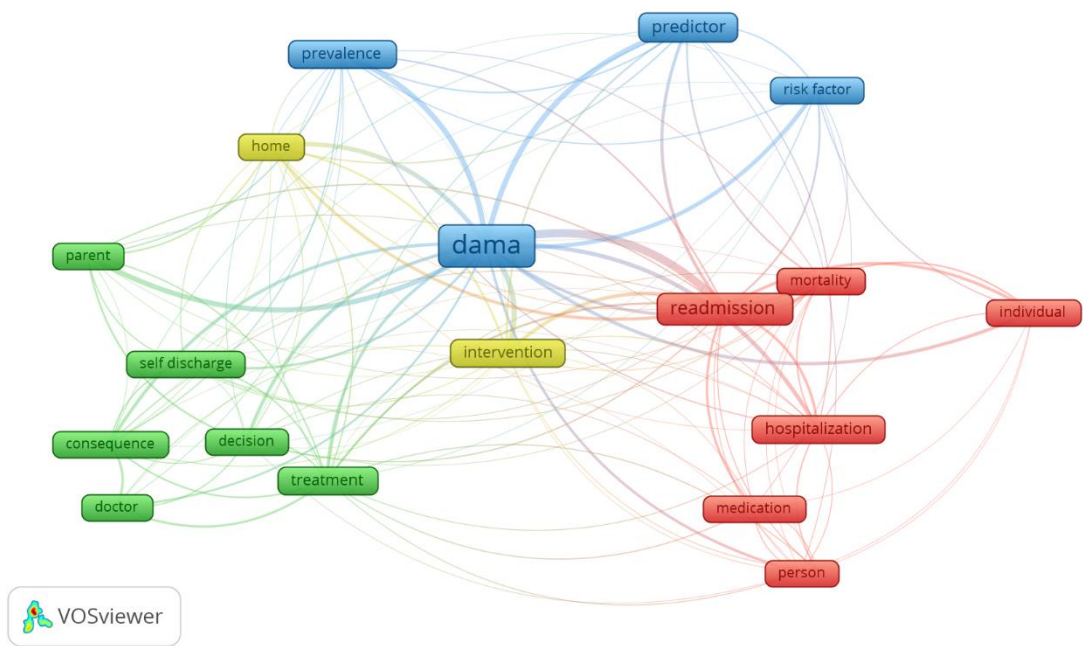 predictor
prevalence
risk factor
home
dama
parent
mortality
readmission
individual
intervention
self discharge
hospitalization
consequence
decision
treatment
doctor
medication
person
VOSviewer